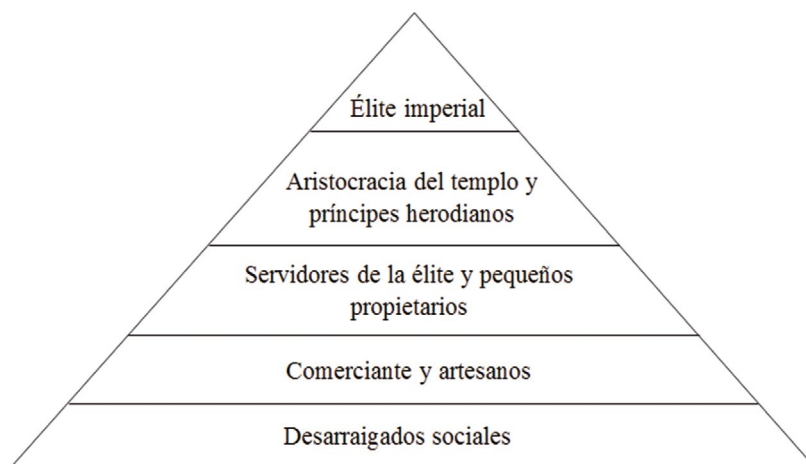 Élite imperial
Aristocracia del templo y
príncipes herodianos
Servidores de la élite y pequeños
propietarios
Comerciante y artesanos
Desarraigados sociales